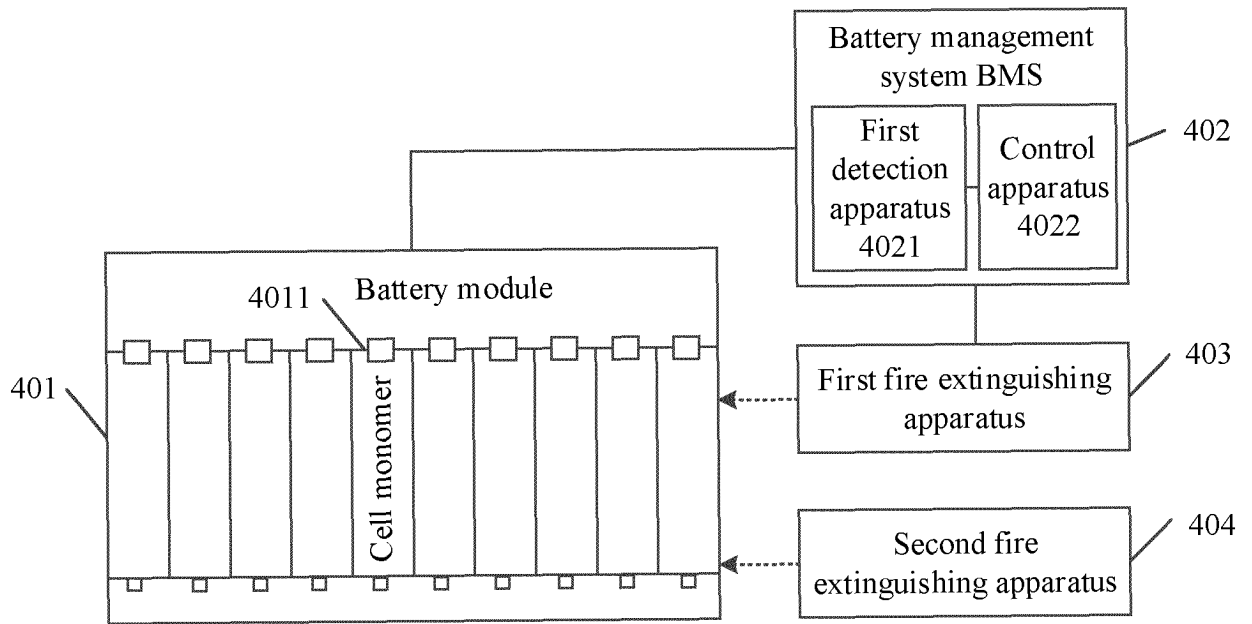 Battery management
system BMS
First
detection
apparatus
4021
Control
apparatus
4022
402
Battery module
4011
401
Cell monomer
First fire extinguishing
apparatus
403
Second fire
extinguishing apparatus
404